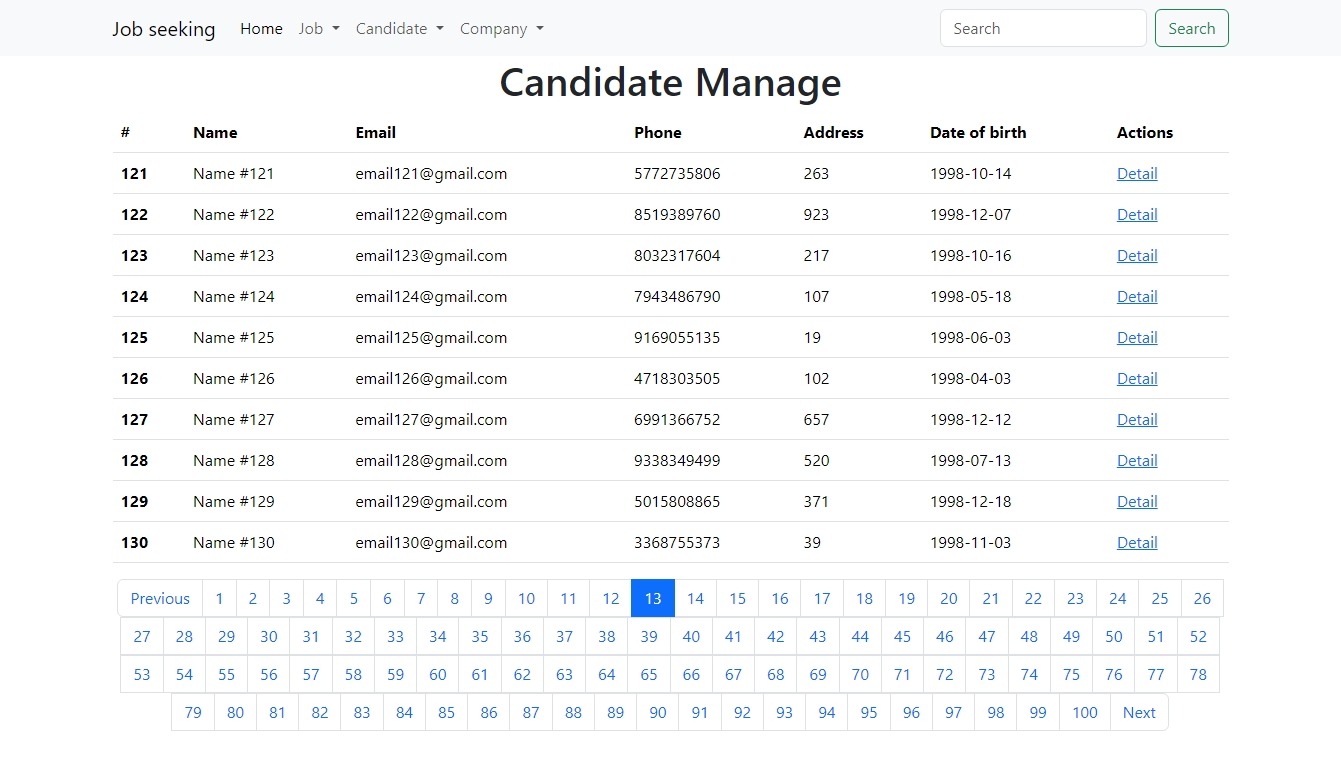 Job seeking Home Job Candidate Company Search Search
Candidate Manage
# Name Email Phone Address Date of birth Actions
121 Name #121 email121@gmail.com 5772735806 263 1998-10-14 Detail
122 Name #122 email122@gmail.com 8519389760 923 1998-12-07 Detail
123 Name #123 email123@gmail.com 8032317604 217 1998-10-16 Detail
124 Name #124 email124@gmail.com 7943486790 107 1998-05-18 Detail
125 Name #125 email125@gmail.com 9169055135 19 1998-06-03 Detail
126 Name #126 email126@gmail.com 4718303505 102 1998-04-03 Detail
127 Name #127 email127@gmail.com 6991366752 657 1998-12-12 Detail
128 Name #128 email128@gmail.com 9338349499 520 1998-07-13 Detail
129 Name #129 email129@gmail.com 5015808865 371 1998-12-18 Detail
130 Name #130 email130@gmail.com 3368755373 39 1998-11-03 Detail
Previous 1 2 3 4 5 6 7 8 9 10 11 12 13 14 15 16 17 18 19 20 21 22 23 24 25 26
27 28 29 30 31 32 33 34 35 36 37 38 39 40 41 42 43 44 45 46 47 48 49 50 51 52
53 54 55 56 57 58 59 60 61 62 63 64 65 66 67 68 69 70 71 72 73 74 75 76 77 78
79 80 81 82 83 84 85 86 87 88 89 90 91 92 93 94 95 96 97 98 99 100 Next